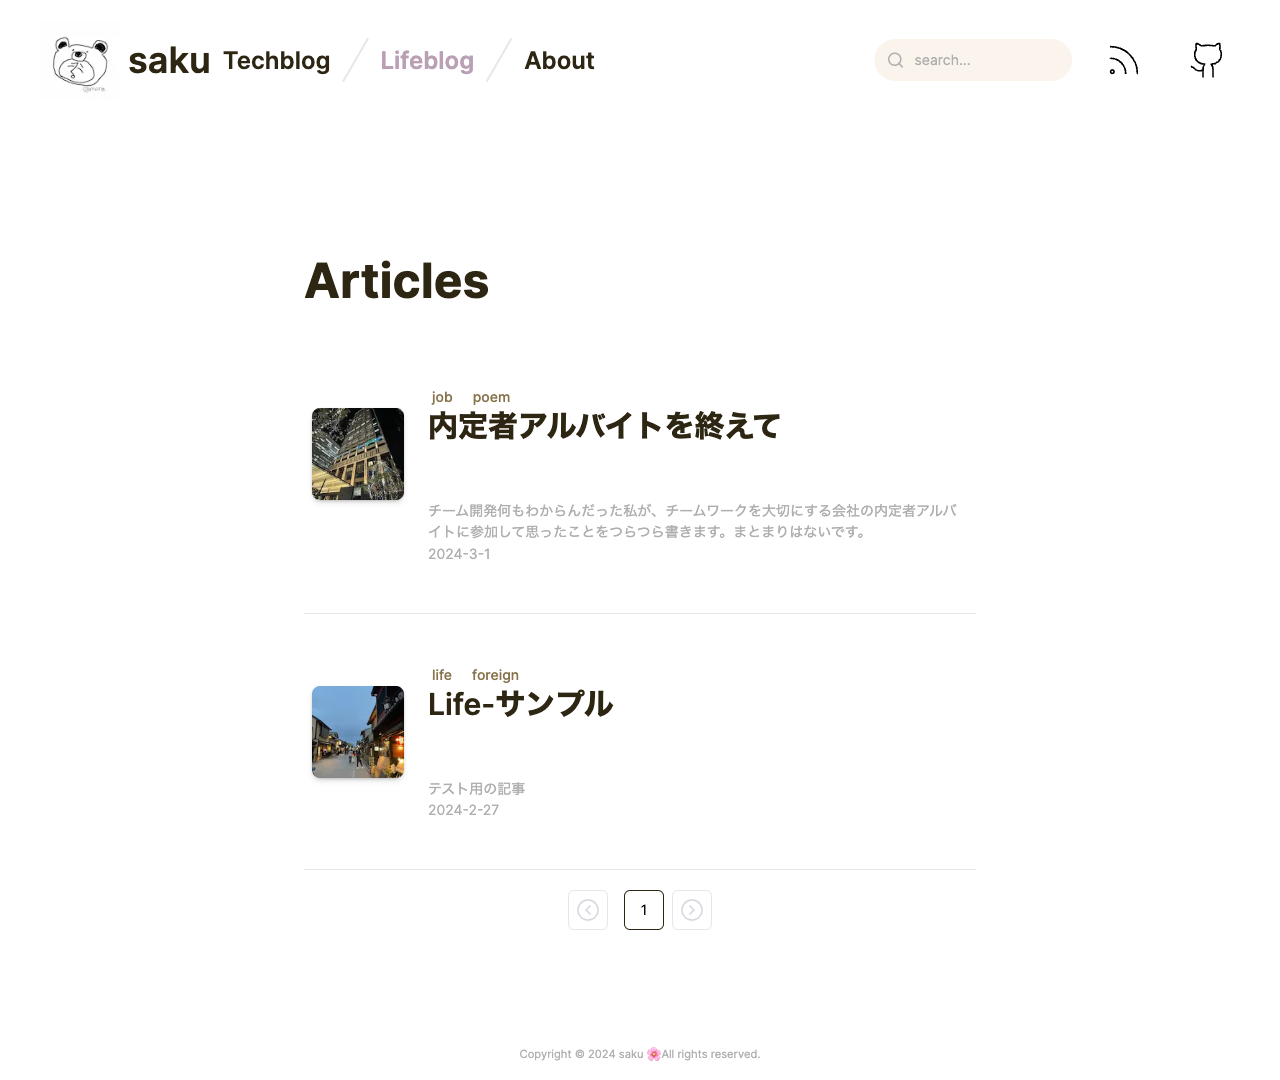 saku Techblog Lifeblog About search...
Articles
job poem
内定者アルバイトを終えて
チーム開発何もわからんだった私が、チームワークを大切にする会社の内定者アルバ
イトに参加して思ったことをつらつら書きます。まとまりはないです。
2024-3-1
life foreign
Life-サンプル
テスト用の記事
2024-2-27
1
Copyright © 2024 saku 🌸All rights reserved.